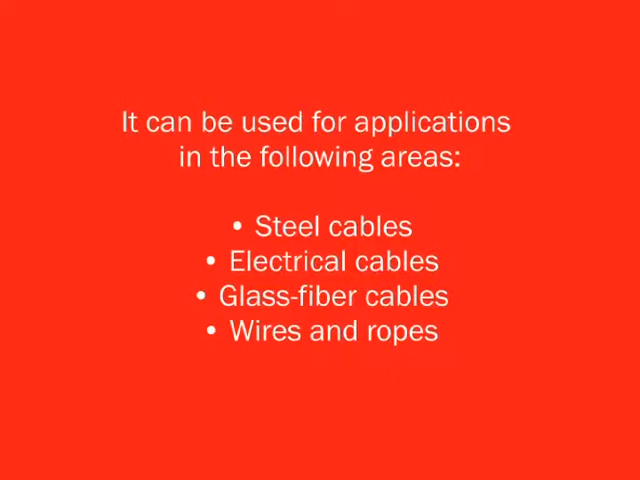 It can be used for applications
in the following areas:
• Steel cables
• Electrical cables
• Glass-fiber cables
• Wires and ropes